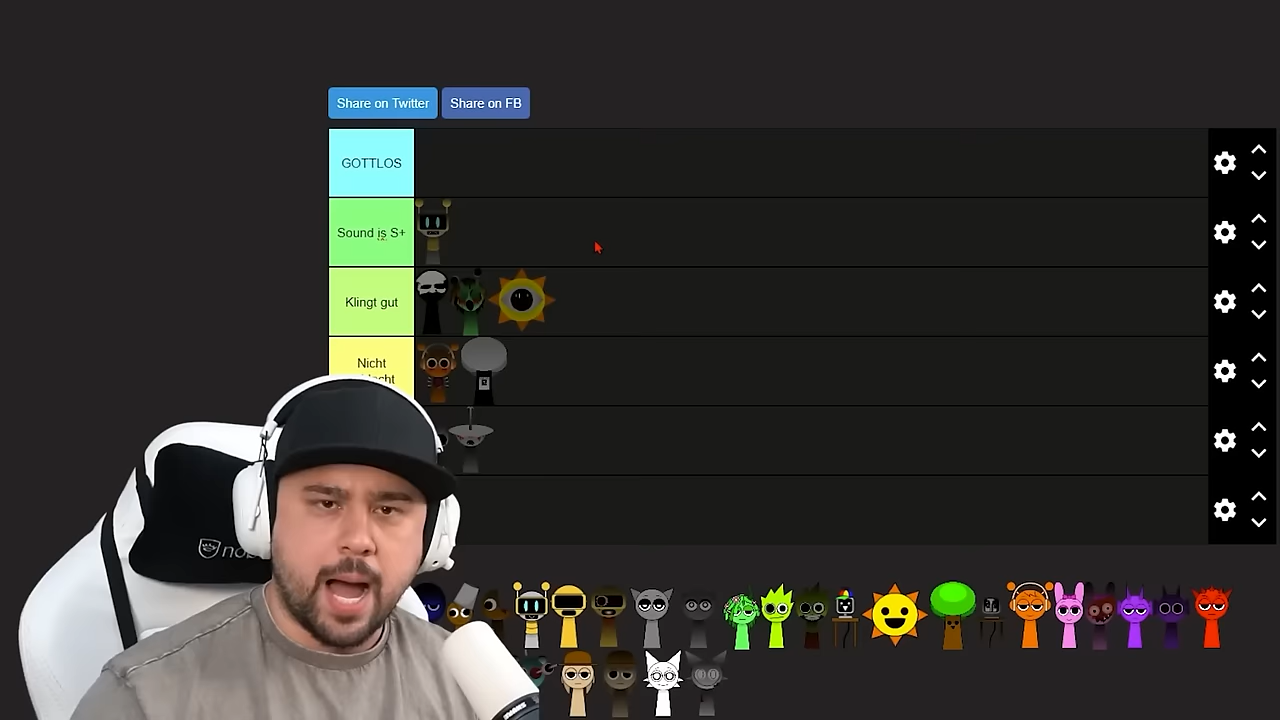 Share on Twitter Share on FB
GOTTLOS
Sound is S+
Klingt gut
Nicht